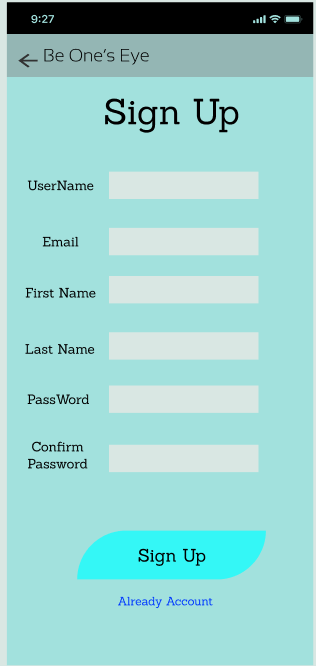 9:27
Be One's Eye
Sign Up
UserName
Email
First Name
Last Name
PassWord
Confirm
Password
Sign Up
Already Account